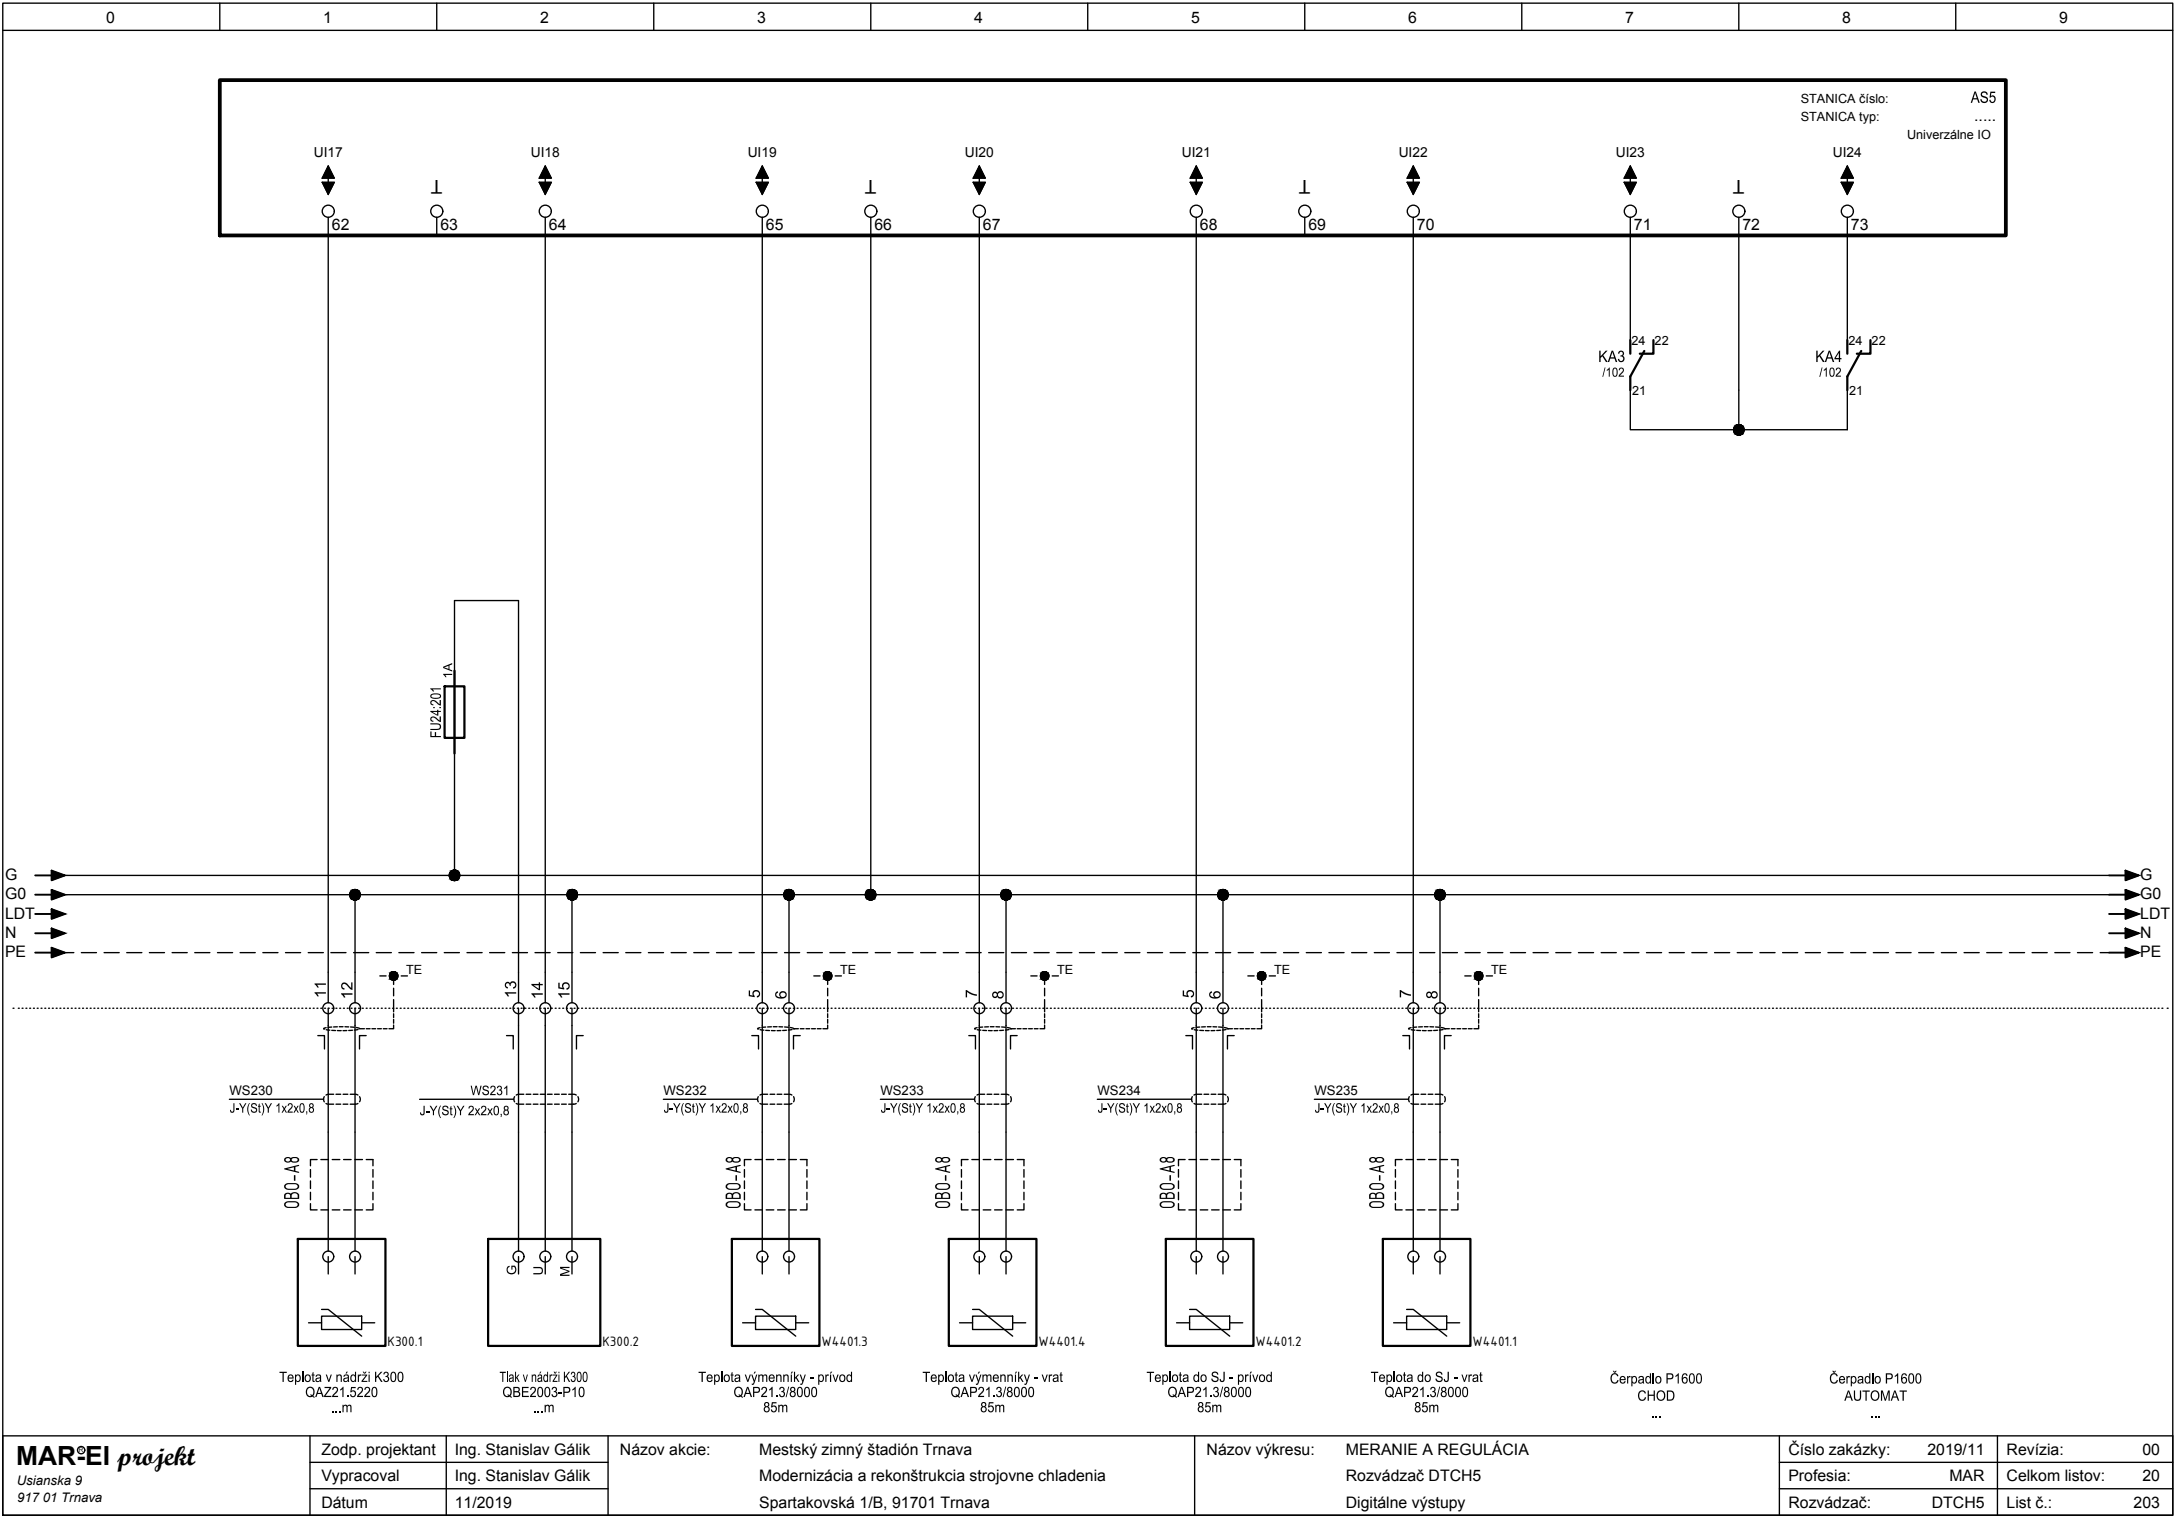 0 1 2 3 4 5 6 7 8 9
STANICA číslo: AS5
STANICA typ: .....
Univerzálne IO
UI17 UI18 UI19 UI20 UI21 UI22 UI23 UI24
62 63 64 65 66 67 68 69 70 71 72 73
24 22 24 22
KA3 KA4
/102 /102
21 21
1A
FU24:201
G G
G0 G0
LDT LDT
N N
PE PE
TE TE TE TE TE
11 12 13 14 15 5 6 7 8 5 6 7 8
WS230 WS231 WS232 WS233 WS234 WS235
J-Y(St)Y 1x2x0,8 J-Y(St)Y 2x2x0,8 J-Y(St)Y 1x2x0,8 J-Y(St)Y 1x2x0,8 J-Y(St)Y 1x2x0,8 J-Y(St)Y 1x2x0,8
OBO-A8 OBO-A8 OBO-A8 OBO-A8 OBO-A8
G U M
K300.1 K300.2 W4401.3 W4401.4 W4401.2 W4401.1
Teplota v nádrži K300
QAZ21.5220
...m
Tlak v nádrži K300
QBE2003-P10
...m
Teplota výmenníky - prívod
QAP21.3/8000
85m
Teplota výmenníky - vrat
QAP21.3/8000
85m
Teplota do SJ - prívod
QAP21.3/8000
85m
Teplota do SJ - vrat
QAP21.3/8000
85m
Čerpadlo P1600
CHOD
...
Čerpadlo P1600
AUTOMAT
...
MAR®EI projekt
Usianska 9
917 01 Trnava
Zodp. projektant Ing. Stanislav Gálik
Vypracoval Ing. Stanislav Gálik
Dátum 11/2019
Názov akcie: Mestský zimný štadión Trnava
Modernizácia a rekonštrukcia strojovne chladenia
Spartakovská 1/B, 91701 Trnava
Názov výkresu: MERANIE A REGULÁCIA
Rozvádzač DTCH5
Digitálne výstupy
Číslo zakázky: 2019/11 Revízia: 00
Profesia: MAR Celkom listov: 20
Rozvádzač: DTCH5 List č.: 203